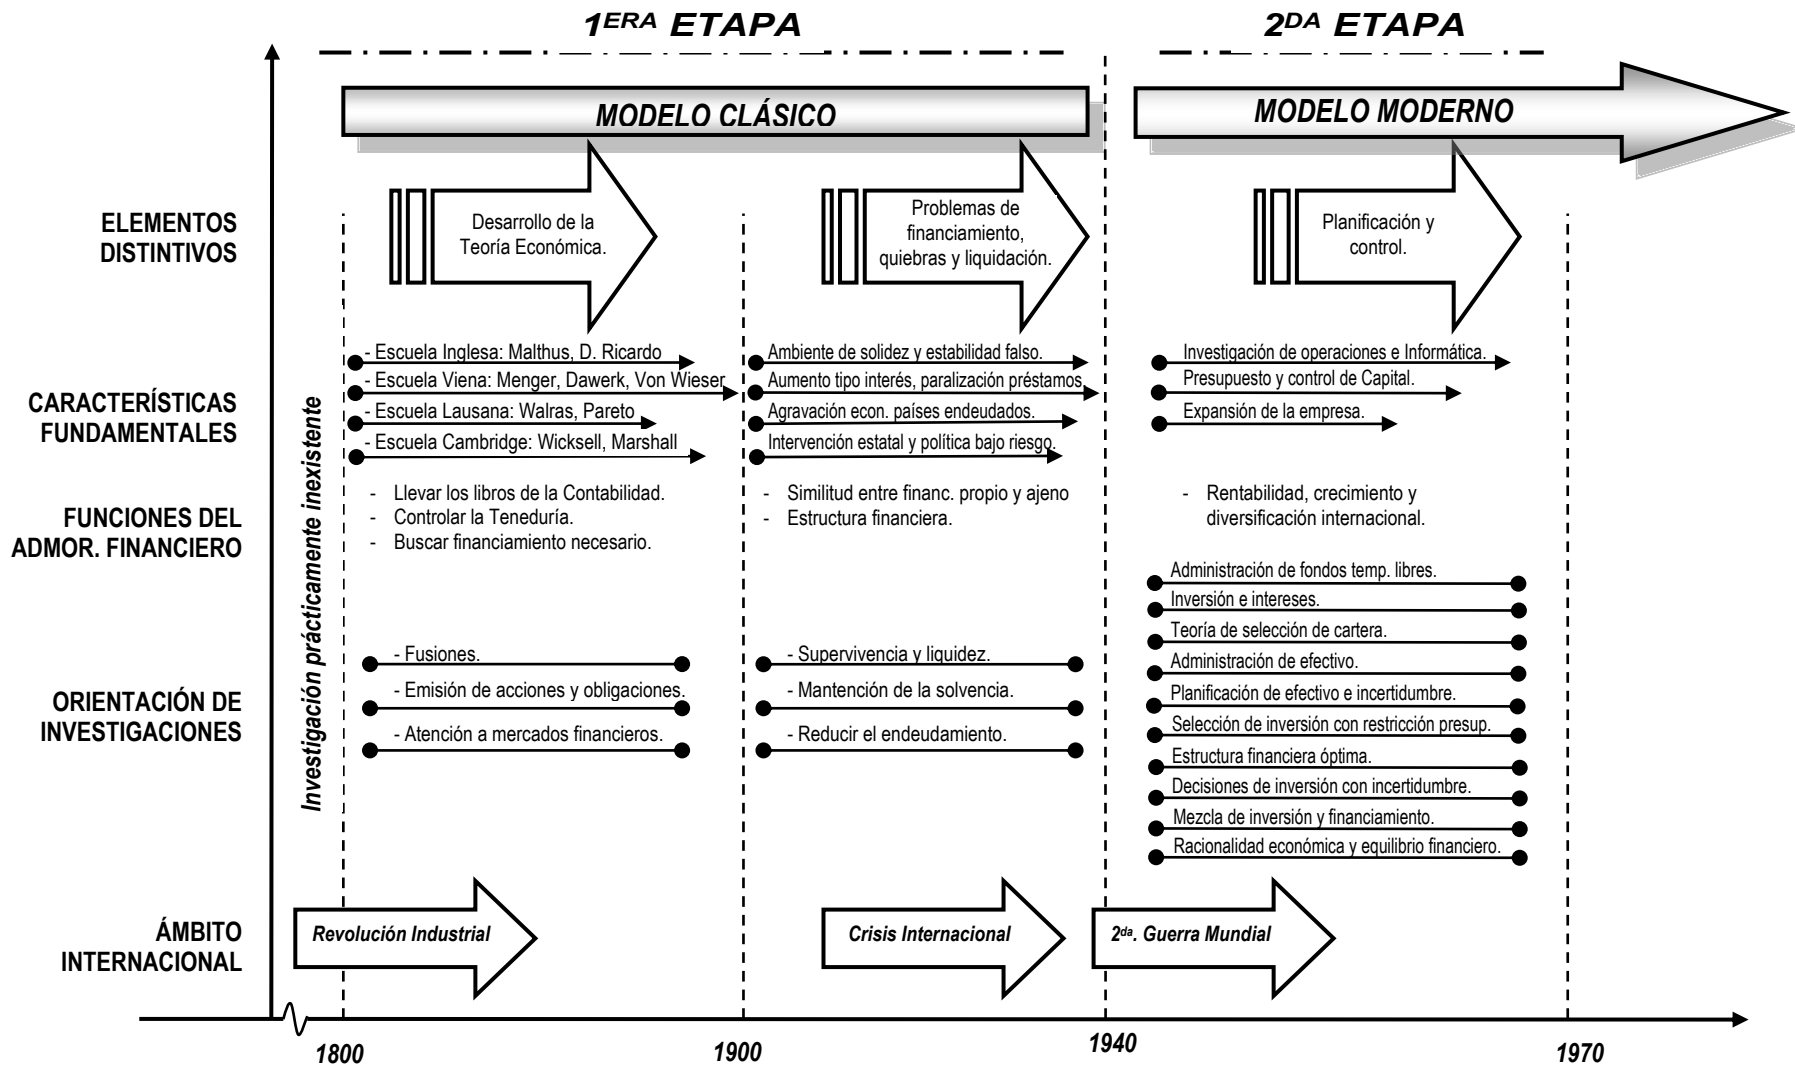 1ERA ETAPA
2DA ETAPA
MODELO CLÁSICO
MODELO MODERNO
ELEMENTOS
DISTINTIVOS
Desarrollo de la
Teoría Económica.
Problemas de
financiamiento,
quiebras y liquidación.
Planificación y
control.
CARACTERÍSTICAS
FUNDAMENTALES
Investigación prácticamente inexistente
- Escuela Inglesa: Malthus, D. Ricardo
- Escuela Viena: Menger, Dawerk, Von Wieser
- Escuela Lausana: Walras, Pareto
- Escuela Cambridge: Wicksell, Marshall
Ambiente de solidez y estabilidad falso.
Aumento tipo interés, paralización préstamos.
Agravación econ. países endeudados.
Intervención estatal y política bajo riesgo.
Investigación de operaciones e Informática.
Presupuesto y control de Capital.
Expansión de la empresa.
FUNCIONES DEL
ADMOR. FINANCIERO
- Llevar los libros de la Contabilidad.
- Controlar la Teneduría.
- Buscar financiamiento necesario.
- Similitud entre financ. propio y ajeno
- Estructura financiera.
- Rentabilidad, crecimiento y
diversificación internacional.
ORIENTACIÓN DE
INVESTIGACIONES
- Fusiones.
- Emisión de acciones y obligaciones.
- Atención a mercados financieros.
- Supervivencia y liquidez.
- Mantención de la solvencia.
- Reducir el endeudamiento.
Administración de fondos temp. libres.
Inversión e intereses.
Teoría de selección de cartera.
Administración de efectivo.
Planificación de efectivo e incertidumbre.
Selección de inversión con restricción presup.
Estructura financiera óptima.
Decisiones de inversión con incertidumbre.
Mezcla de inversión y financiamiento.
Racionalidad económica y equilibrio financiero.
ÁMBITO
INTERNACIONAL
Revolución Industrial
Crisis Internacional
2da. Guerra Mundial
1800
1900
1940
1970